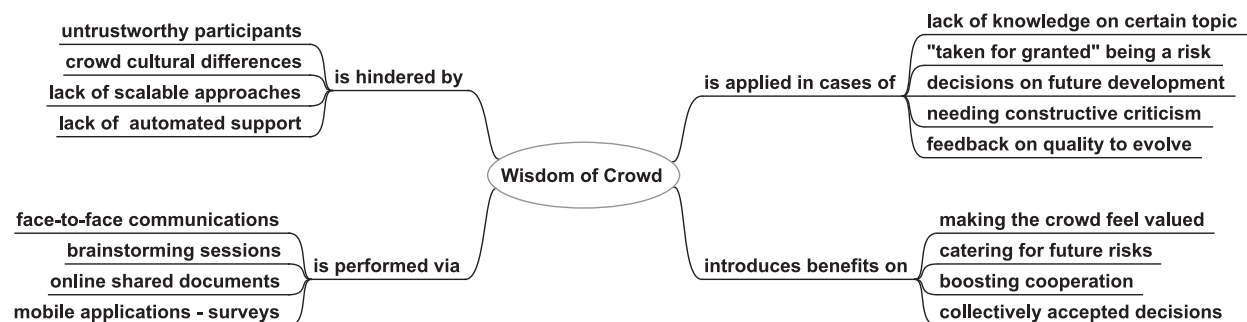 untrustworthy participants
crowd cultural differences
lack of scalable approaches
lack of automated support
is hindered by
face-to-face communications
brainstorming sessions
online shared documents
mobile applications - surveys
is performed via
Wisdom of Crowd
is applied in cases of
lack of knowledge on certain topic
"taken for granted" being a risk
decisions on future development
needing constructive criticism
feedback on quality to evolve
introduces benefits on
making the crowd feel valued
catering for future risks
boosting cooperation
collectively accepted decisions